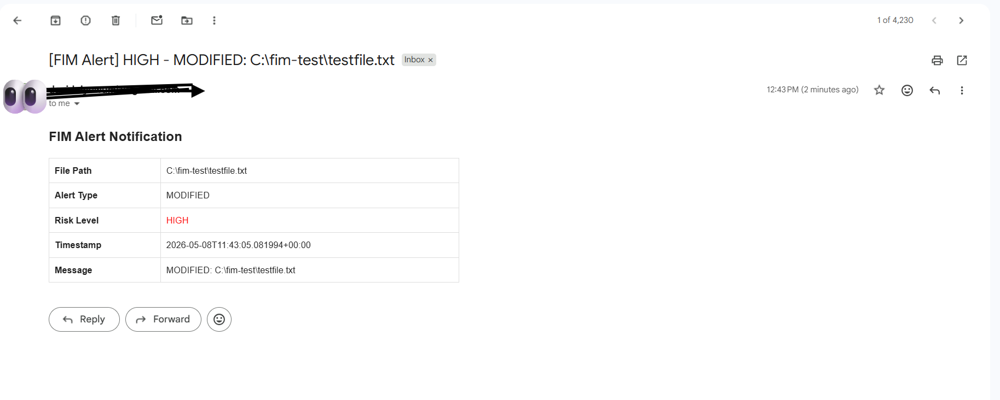 1 of 4,230
[FIM Alert] HIGH - MODIFIED: C:\fim-test\testfile.txt Inbox ×
12:43 PM (2 minutes ago)
to me
FIM Alert Notification
File Path C:\fim-test\testfile.txt
Alert Type MODIFIED
Risk Level HIGH
Timestamp 2026-05-08T11:43:05.081994+00:00
Message MODIFIED: C:\fim-test\testfile.txt
Reply Forward